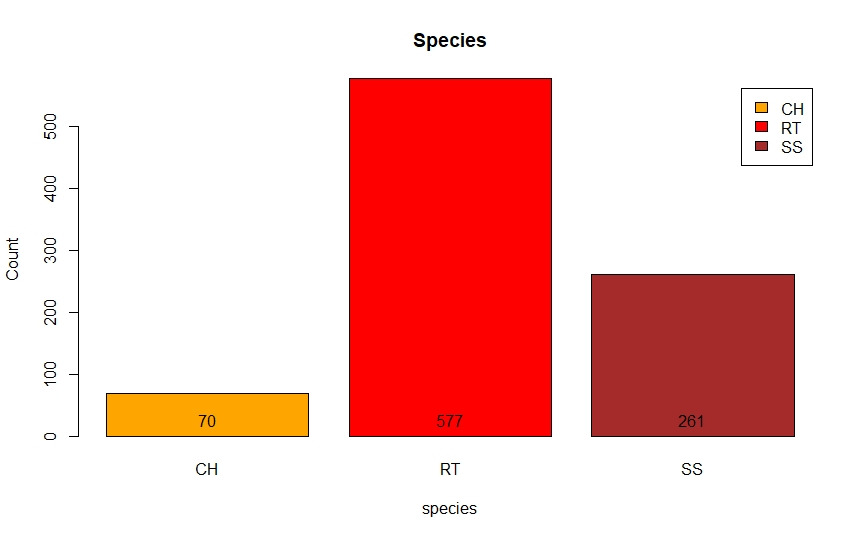 Species
CH
RT
SS
500
400
300
200
100
0
Count
70
577
261
CH
RT
SS
species